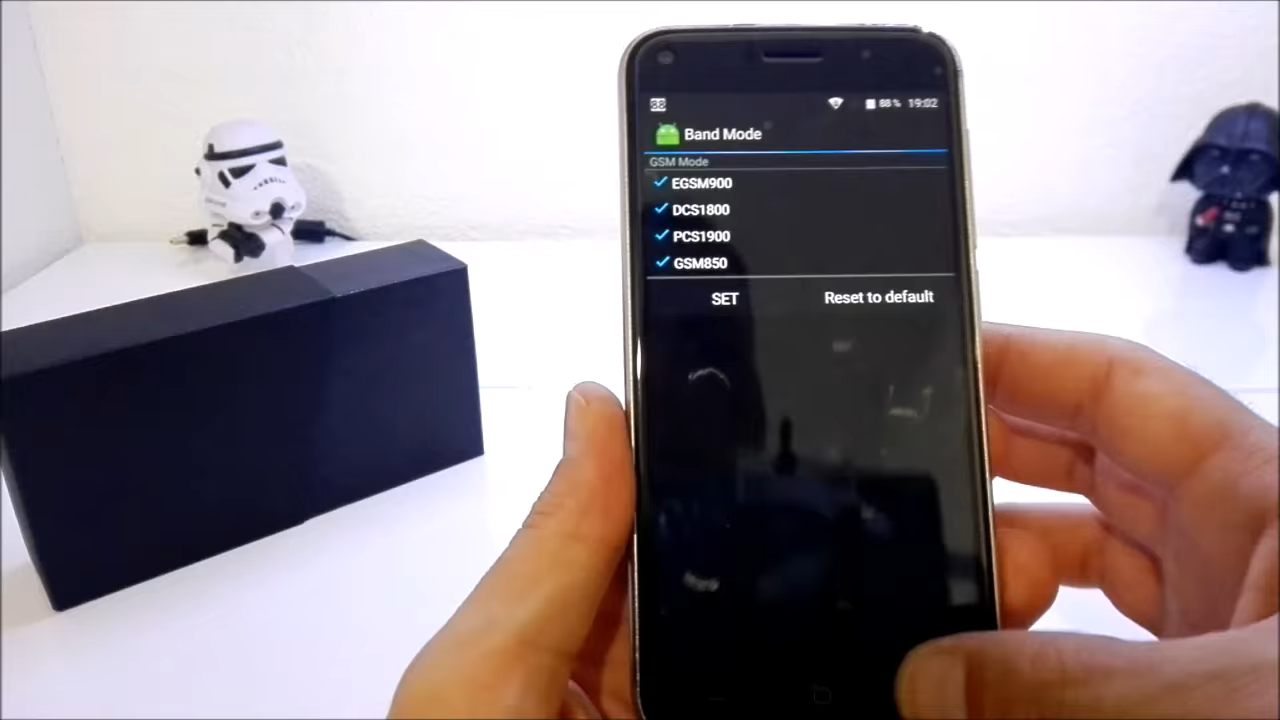 88% 19:02
Band Mode
GSM Mode
EGSM900
DCS1800
PCS1900
GSM850
SET Reset to default